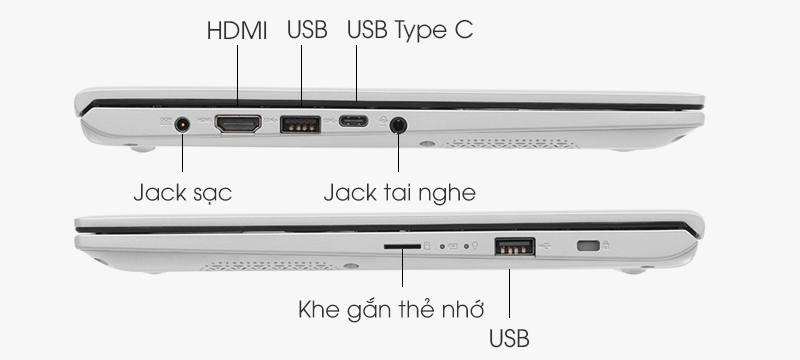 HDMI USB USB Type C
Jack sạc Jack tai nghe
Khe gắn thẻ nhớ
USB